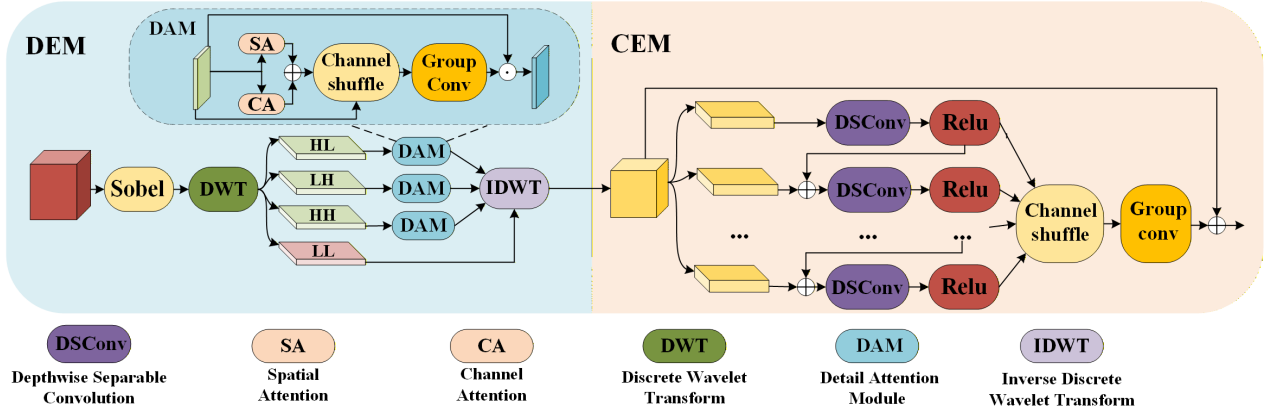 DEM
DAM
SA
CA
Channel
shuffle
Group
Conv
Sobel
DWT
HL
LH
HH
LL
DAM
DAM
DAM
IDWT
CEM
DSConv
Relu
DSConv
Relu
...
...
...
DSConv
Relu
Channel
shuffle
Group
conv
DSConv
Depthwise Separable
Convolution
SA
Spatial
Attention
CA
Channel
Attention
DWT
Discrete Wavelet
Transform
DAM
Detail Attention
Module
IDWT
Inverse Discrete
Wavelet Transform